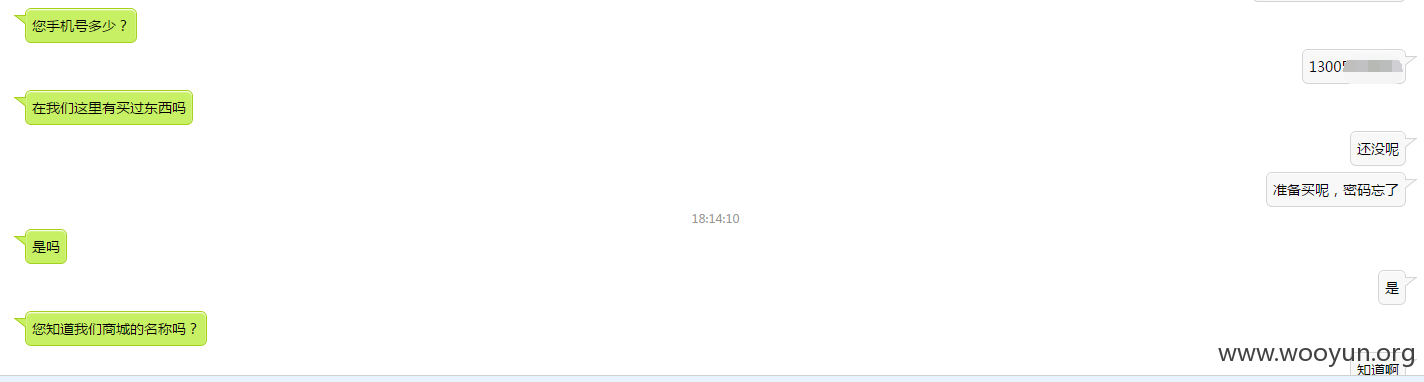 您手机号多少？
1300
在我们这里有买过东西吗
还没呢
准备买呢，密码忘了
18:14:10
是吗
是
您知道我们商城的名称吗？
www.wooyun.org
知道啊